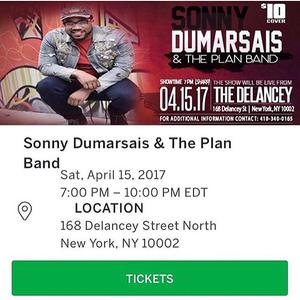 SONNY
$10
COVER
DUMARSAIS
& THE PLAN BAND
SHOWTIME 7PM (SHARP)
04.15.17
THE SHOW WILL BE LIVE FROM
THE DELANCEY
168 Delancey St | New York, NY 10002
FOR ADDITIONAL INFORMATION CONTACT: 410-340-0165
Sonny Dumarsais & The Plan
Band
Sat, April 15, 2017
7:00 PM – 10:00 PM EDT
LOCATION
168 Delancey Street North
New York, NY 10002
TICKETS